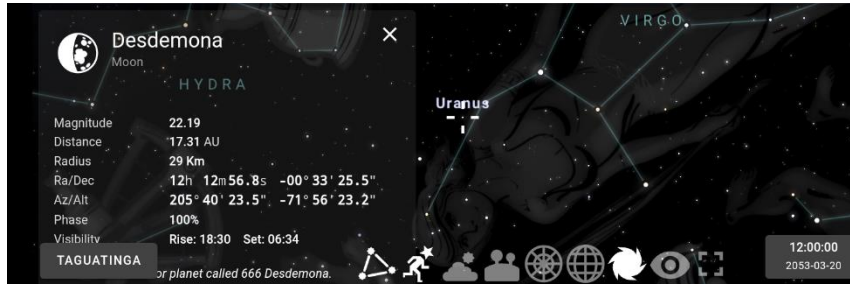 Desdemona
Moon
HYDRA
VIRGO
Uranus
Magnitude 22.19
Distance 17.31 AU
Radius 29 Km
Ra/Dec 12h 12m56.8s -00°33'25.5"
Az/Alt 205°40'23.5" -71°56'23.2"
Phase 100%
Visibility Rise: 18:30 Set: 06:34
TAGUATINGA
or planet called 666 Desdemona.
12:00:00
2053-03-20